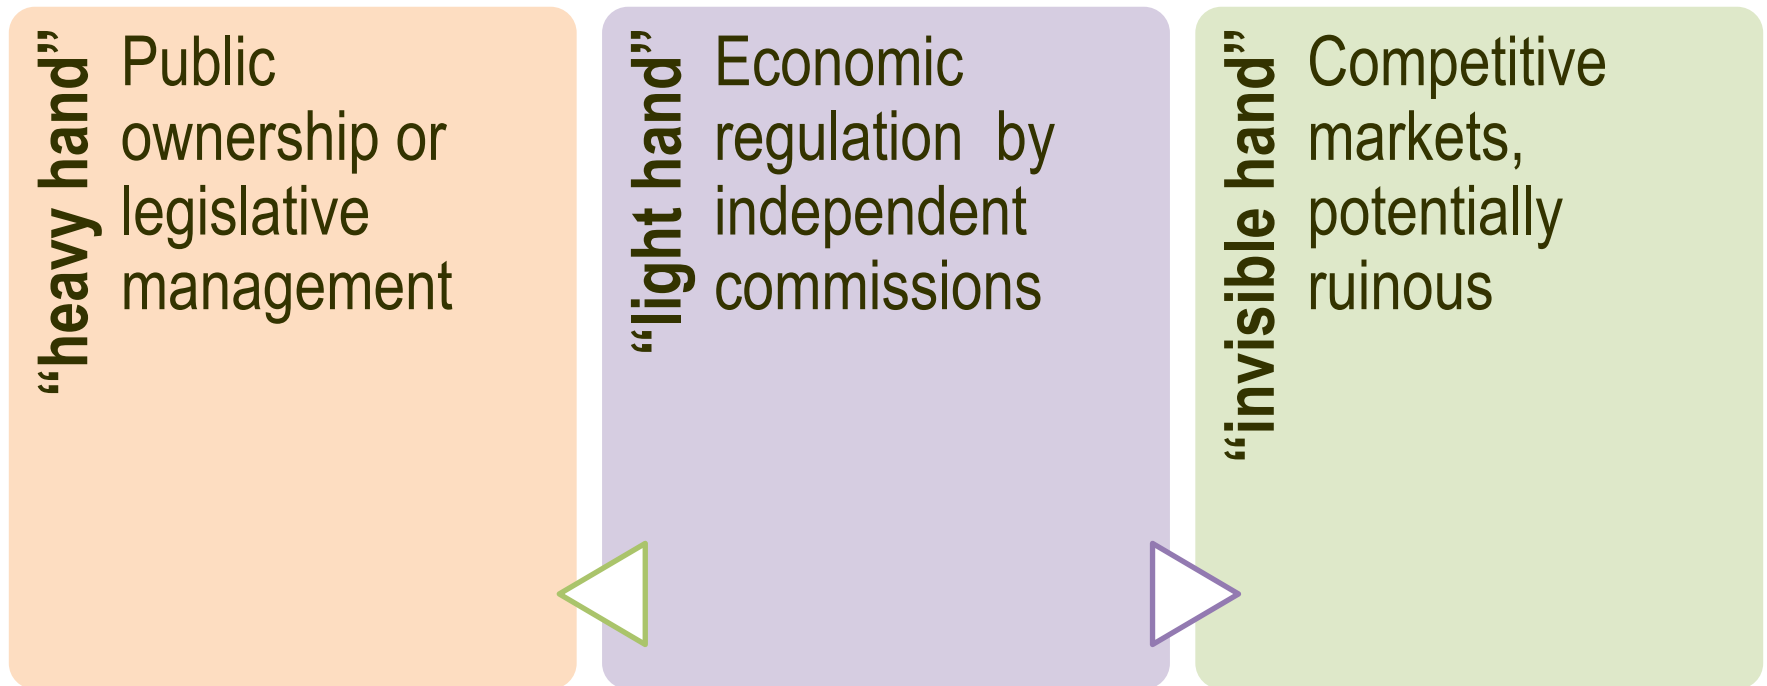 “heavy hand”
Public
ownership or
legislative
management
“light hand”
Economic
regulation  by
independent
commissions
“invisible hand”
Competitive
markets,
potentially
ruinous